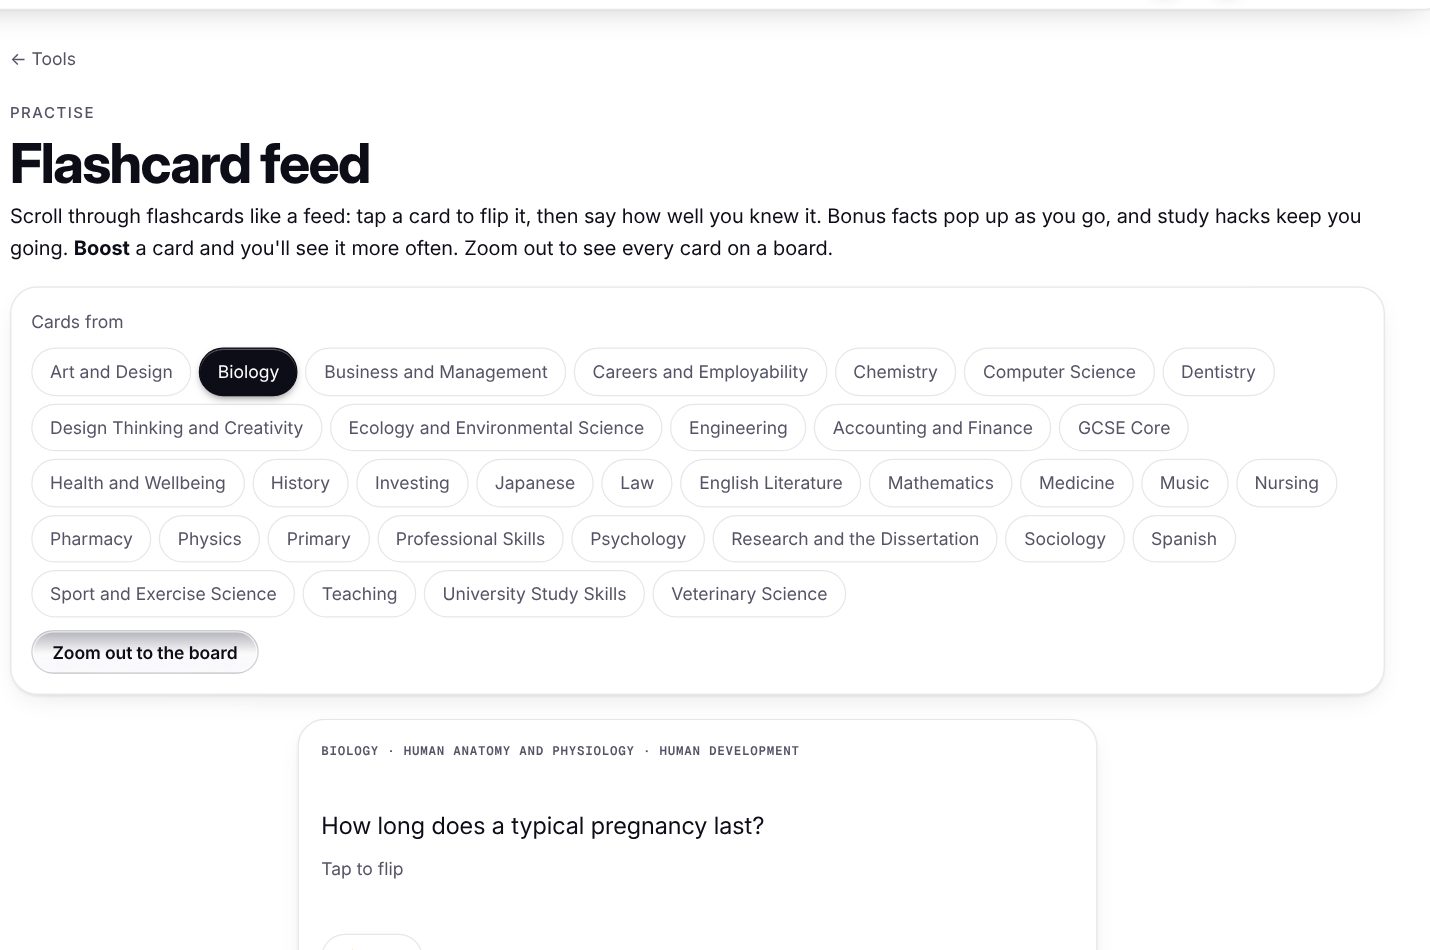 ← Tools
PRACTISE
Flashcard feed
Scroll through flashcards like a feed: tap a card to flip it, then say how well you knew it. Bonus facts pop up as you go, and study hacks keep you
going. Boost a card and you'll see it more often. Zoom out to see every card on a board.
Cards from
Art and Design Biology Business and Management Careers and Employability Chemistry Computer Science Dentistry
Design Thinking and Creativity Ecology and Environmental Science Engineering Accounting and Finance GCSE Core
Health and Wellbeing History Investing Japanese Law English Literature Mathematics Medicine Music Nursing
Pharmacy Physics Primary Professional Skills Psychology Research and the Dissertation Sociology Spanish
Sport and Exercise Science Teaching University Study Skills Veterinary Science
Zoom out to the board
BIOLOGY · HUMAN ANATOMY AND PHYSIOLOGY · HUMAN DEVELOPMENT
How long does a typical pregnancy last?
Tap to flip